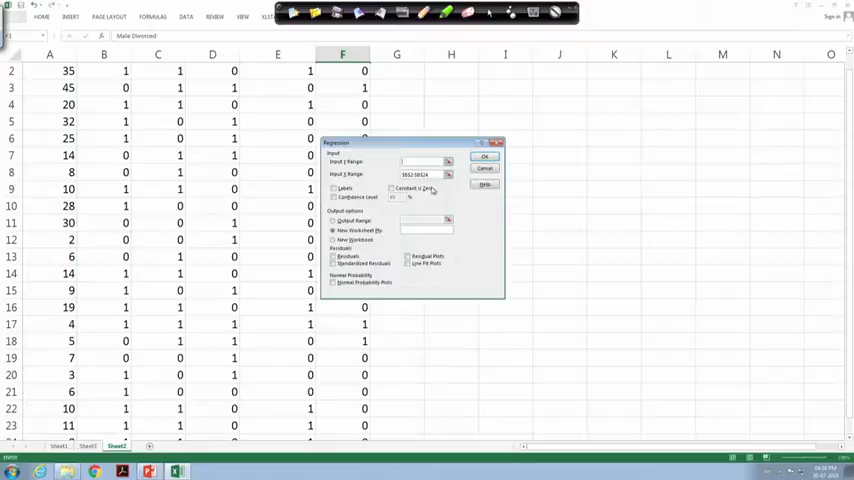 HOME INSERT PAGE LAYOUT FORMULAS DATA REVIEW VIEW
Sign in
Male Divorced
A B C D E F G H I J K L M N O
2 35 1 1 0 1 0
3 45 0 1 1 0 1
4 20 1 1 0 1 0
5 32 1 0 1 0 0
6 25 1 0 1 0 0
7 14 0 1 0
8 8 0 0 1
9 10 1 1 0
10 28 1 0 1
11 30 0 0 1
12 2 0 0 1
13 6 0 1 0
14 14 1 1 0 1
15 9 1 0 1 0
16 19 1 1 0 1 0
17 4 1 1 1 1 1
18 5 0 1 1 0 1
19 7 0 0 1 0 0
20 3 1 0 1 0 0
21 6 1 0 0 0 0
22 10 1 1 0 1 0
23 11 1 1 0 1 0
Regression
Input
Input Y Range:
Input X Range: $B$2:$B$24
Labels Constant is Zero
Confidence Level: 95 %
OK
Cancel
Help
Output options
Output Range:
New Worksheet Ply:
New Workbook
Residuals
Residuals Residual Plots
Standardized Residuals Line Fit Plots
Normal Probability
Normal Probability Plots
Sheet1 Sheet3 Sheet2
04:38 PM